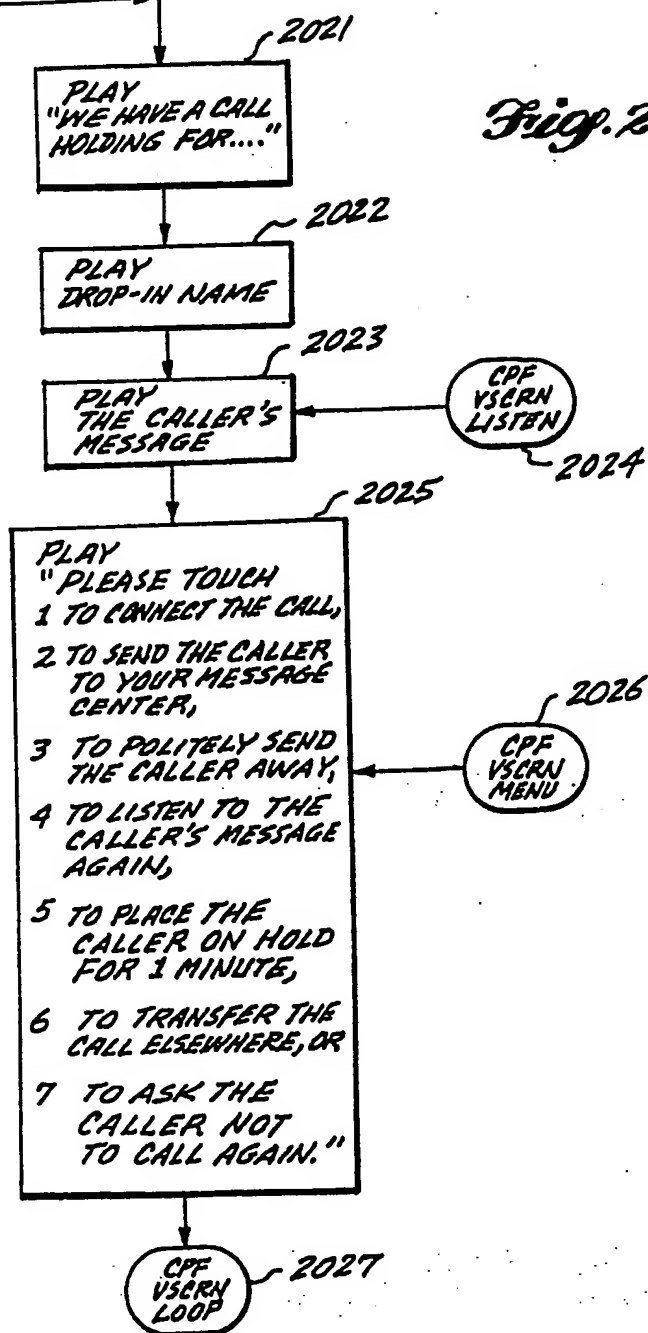 2021
PLAY
"WE HAVE A CALL
HOLDING FOR...."
Fig. 2
2022
PLAY
DROP-IN NAME
2023
PLAY
THE CALLER'S
MESSAGE
CPF
VSCRN
LISTEN
2024
2025
PLAY
"PLEASE TOUCH
1 TO CONNECT THE CALL,
2 TO SEND THE CALLER
TO YOUR MESSAGE
CENTER,
3 TO POLITELY SEND
THE CALLER AWAY,
4 TO LISTEN TO THE
CALLER'S MESSAGE
AGAIN,
5 TO PLACE THE
CALLER ON HOLD
FOR 1 MINUTE,
6 TO TRANSFER THE
CALL ELSEWHERE, OR
7 TO ASK THE
CALLER NOT
TO CALL AGAIN."
2026
CPF
VSCRN
MENU
CPF
VSCRN
LOOP
2027